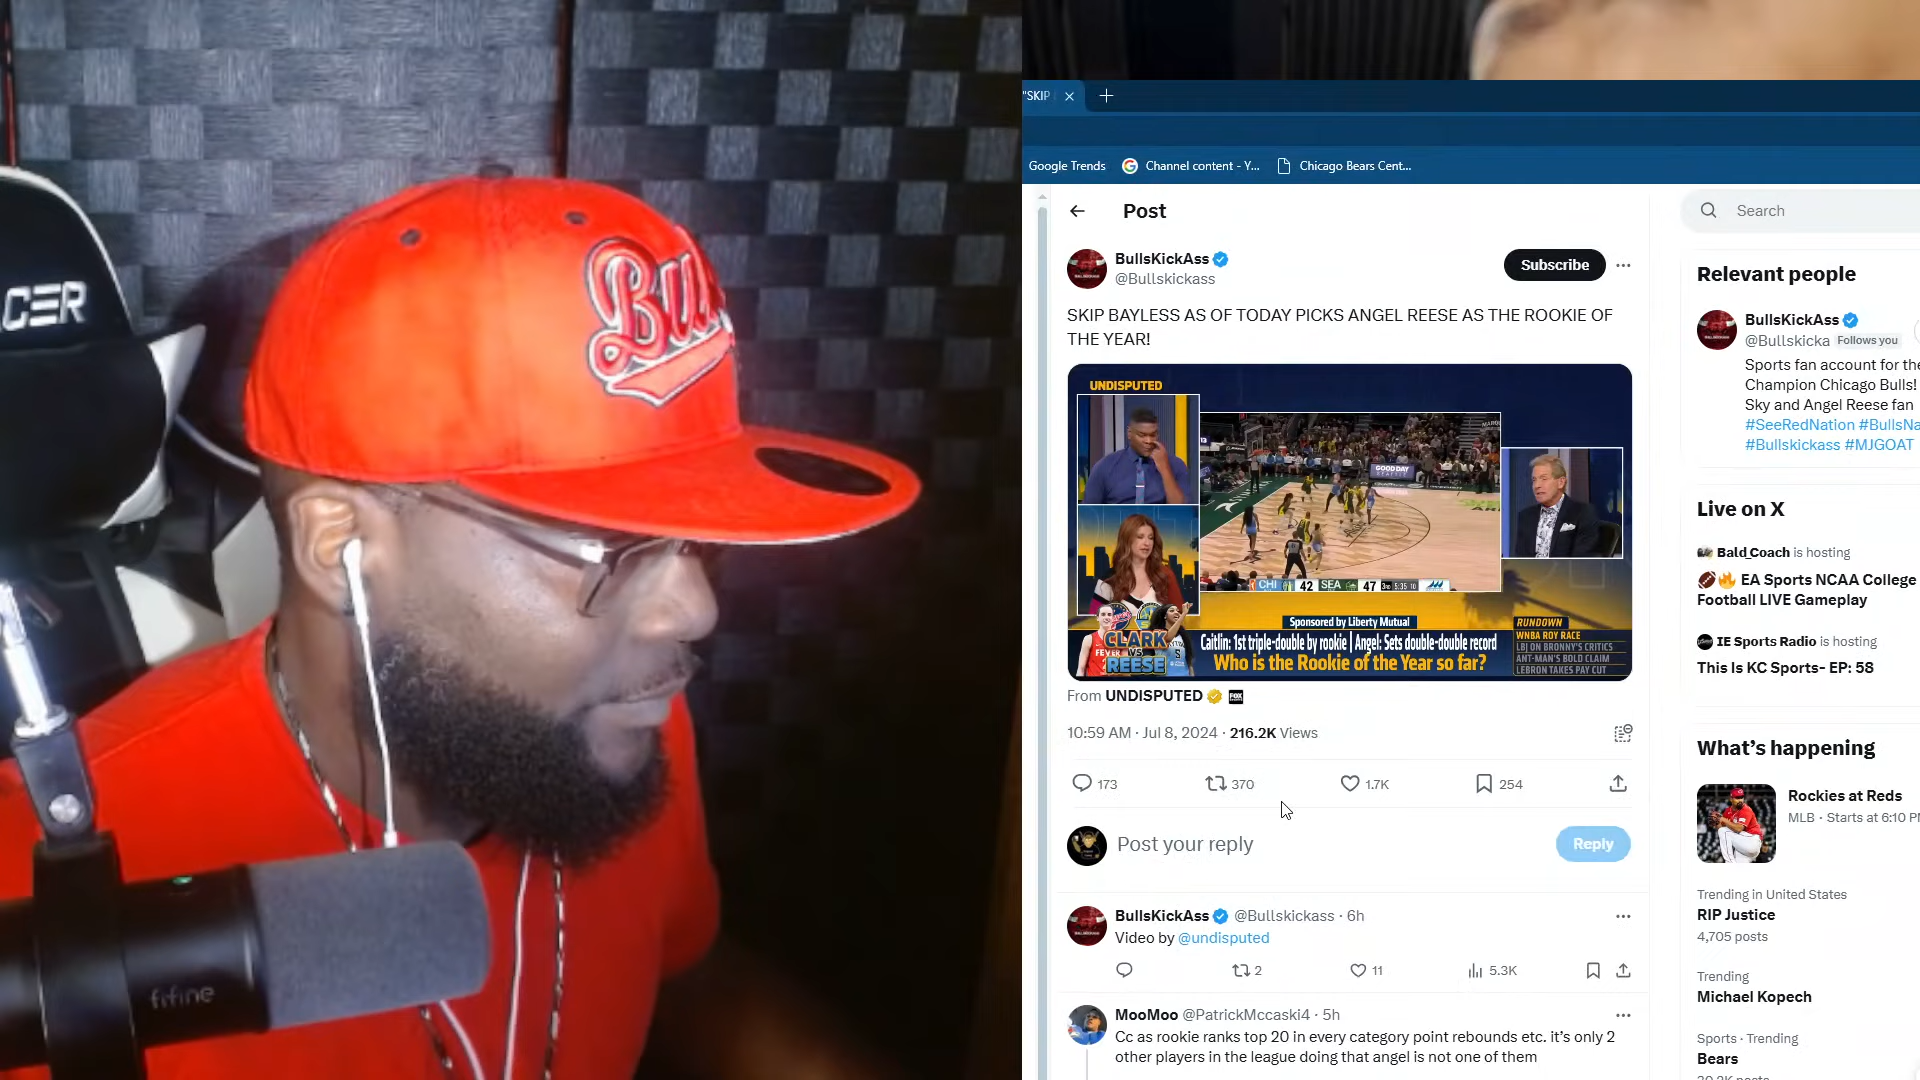 "SKIP
Google Trends
Channel content - Y...
Chicago Bears Cent...
Post
Search
BullsKickAss
@Bullskickass
Subscribe
SKIP BAYLESS AS OF TODAY PICKS ANGEL REESE AS THE ROOKIE OF
THE YEAR!
UNDISPUTED
GOOD DAY
CHI 42 SEA 47 3rd 5:35 10
Sponsored by Liberty Mutual
CLARK
FEVER VS
REESE
Caitlin: 1st triple-double by rookie | Angel: Sets double-double record
Who is the Rookie of the Year so far?
RUNDOWN
WNBA ROY RACE
LBJ ON BRONNY'S CRITICS
ANT-MAN'S BOLD CLAIM
LEBRON TAKES PAY CUT
From UNDISPUTED
10:59 AM · Jul 8, 2024 · 216.2K Views
173 370 1.7K 254
Post your reply
Reply
BullsKickAss @Bullskickass · 6h
Video by @undisputed
2 11 5.3K
MooMoo @PatrickMccaski4 · 5h
Cc as rookie ranks top 20 in every category point rebounds etc. it's only 2
other players in the league doing that angel is not one of them
Relevant people
BullsKickAss
@Bullskicka Follows you
Sports fan account for the
Champion Chicago Bulls!
Sky and Angel Reese fan
#SeeRedNation #BullsNa
#Bullskickass #MJGOAT
Live on X
Bald_Coach is hosting
EA Sports NCAA College
Football LIVE Gameplay
IE Sports Radio is hosting
This Is KC Sports- EP: 58
What's happening
Rockies at Reds
MLB · Starts at 6:10 P
Trending in United States
RIP Justice
4,705 posts
Trending
Michael Kopech
Sports · Trending
Bears
CER
Bul
fifine